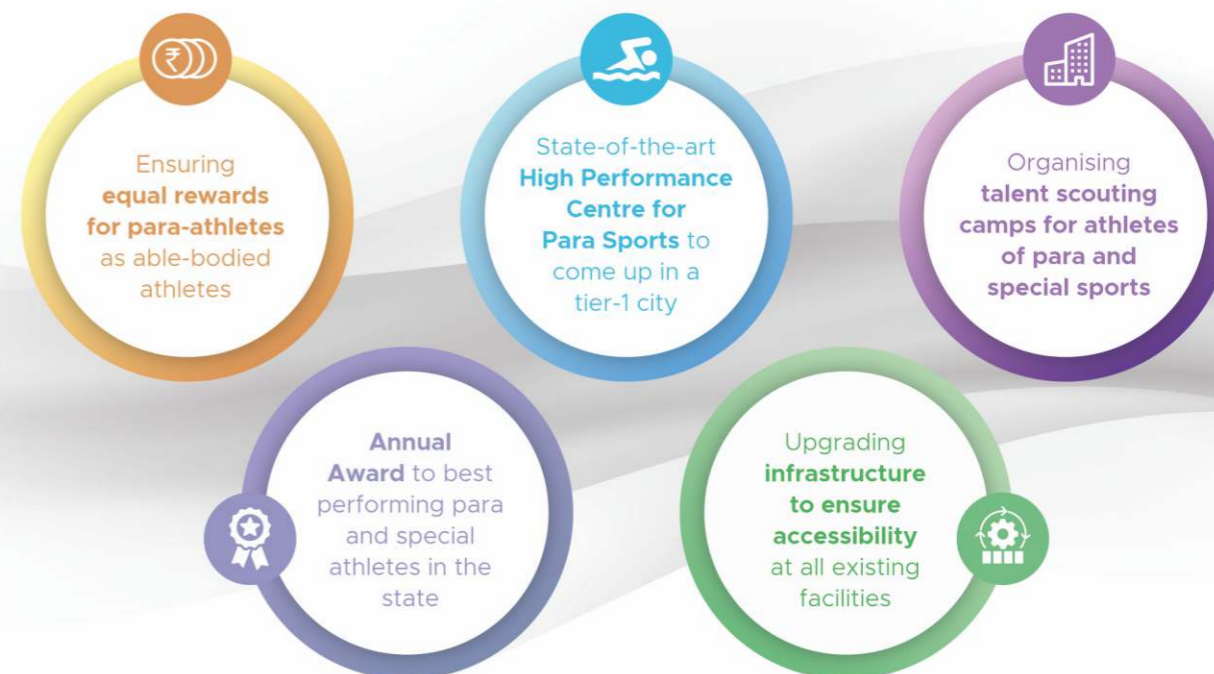 Ensuring
equal rewards
for para-athletes
as able-bodied
athletes
State-of-the-art
High Performance
Centre for
Para Sports to
come up in a
tier-1 city
Organising
talent scouting
camps for athletes
of para and
special sports
Annual
Award to best
performing para
and special
athletes in the
state
Upgrading
infrastructure
to ensure
accessibility
at all existing
facilities